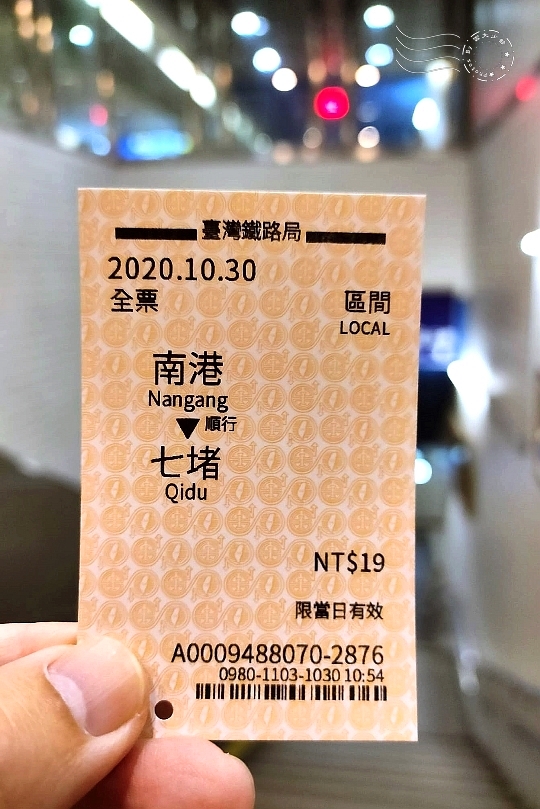 臺灣鐵路局
2020.10.30
全票 區間
LOCAL
南港
Nangang
▼順行
七堵
Qidu
NT$19
限當日有效
A0009488070-2876
0980-1103-1030 10:54